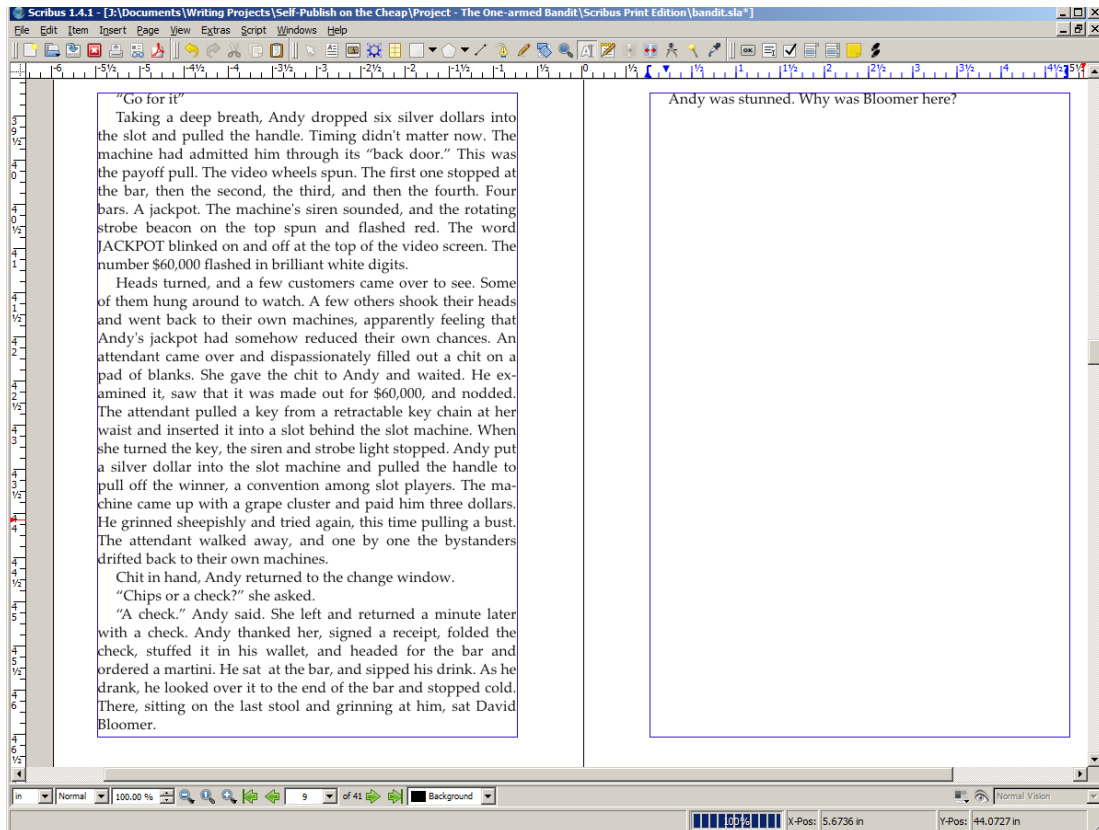 Scribus 1.4.1 - [J:\Documents\Writing Projects\Self-Publish on the Cheap\Project - The One-armed Bandit\Scribus Print Edition\bandit.sla*]
File Edit Item Insert Page View Extras Script Windows Help
“Go for it”
Taking a deep breath, Andy dropped six silver dollars into
the slot and pulled the handle. Timing didn't matter now. The
machine had admitted him through its “back door.” This was
the payoff pull. The video wheels spun. The first one stopped at
the bar, then the second, the third, and then the fourth. Four
bars. A jackpot. The machine's siren sounded, and the rotating
strobe beacon on the top spun and flashed red. The word
JACKPOT blinked on and off at the top of the video screen. The
number $60,000 flashed in brilliant white digits.
Heads turned, and a few customers came over to see. Some
of them hung around to watch. A few others shook their heads
and went back to their own machines, apparently feeling that
Andy's jackpot had somehow reduced their own chances. An
attendant came over and dispassionately filled out a chit on a
pad of blanks. She gave the chit to Andy and waited. He ex-
amined it, saw that it was made out for $60,000, and nodded.
The attendant pulled a key from a retractable key chain at her
waist and inserted it into a slot behind the slot machine. When
she turned the key, the siren and strobe light stopped. Andy put
a silver dollar into the slot machine and pulled the handle to
pull off the winner, a convention among slot players. The ma-
chine came up with a grape cluster and paid him three dollars.
He grinned sheepishly and tried again, this time pulling a bust.
The attendant walked away, and one by one the bystanders
drifted back to their own machines.
Chit in hand, Andy returned to the change window.
“Chips or a check?” she asked.
“A check.” Andy said. She left and returned a minute later
with a check. Andy thanked her, signed a receipt, folded the
check, stuffed it in his wallet, and headed for the bar and
ordered a martini. He sat  at the bar, and sipped his drink. As he
drank, he looked over it to the end of the bar and stopped cold.
There, sitting on the last stool and grinning at him, sat David
Bloomer.
Andy was stunned. Why was Bloomer here?
in Normal 100.00 % 9 of 41 Background Normal Vision
100% X-Pos: 5.6736 in Y-Pos: 44.0727 in